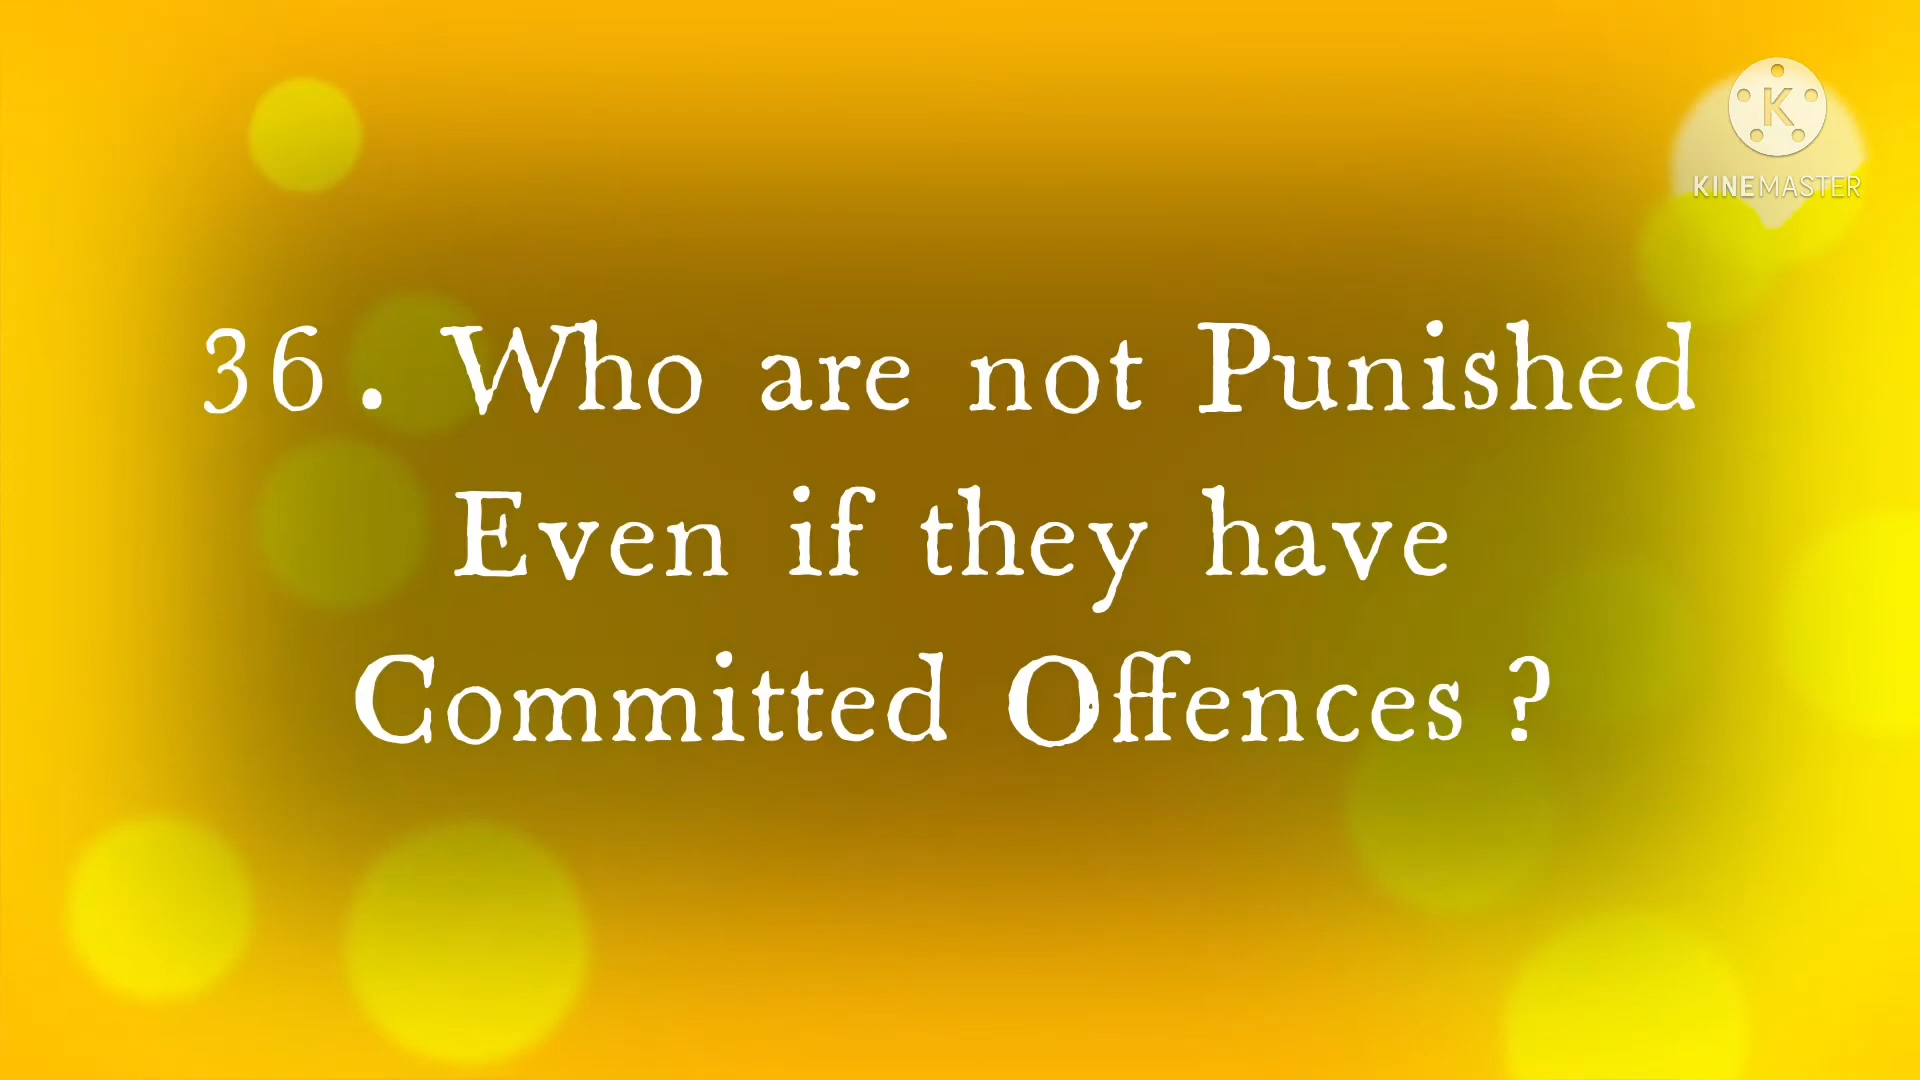 K
KINEMASTER
36. Who are not Punished
Even if they have
Committed Offences ?